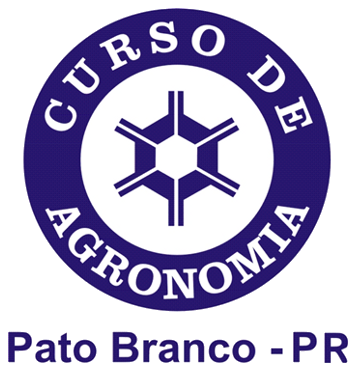 CURSO DE
AGRONOMIA
Pato Branco - PR